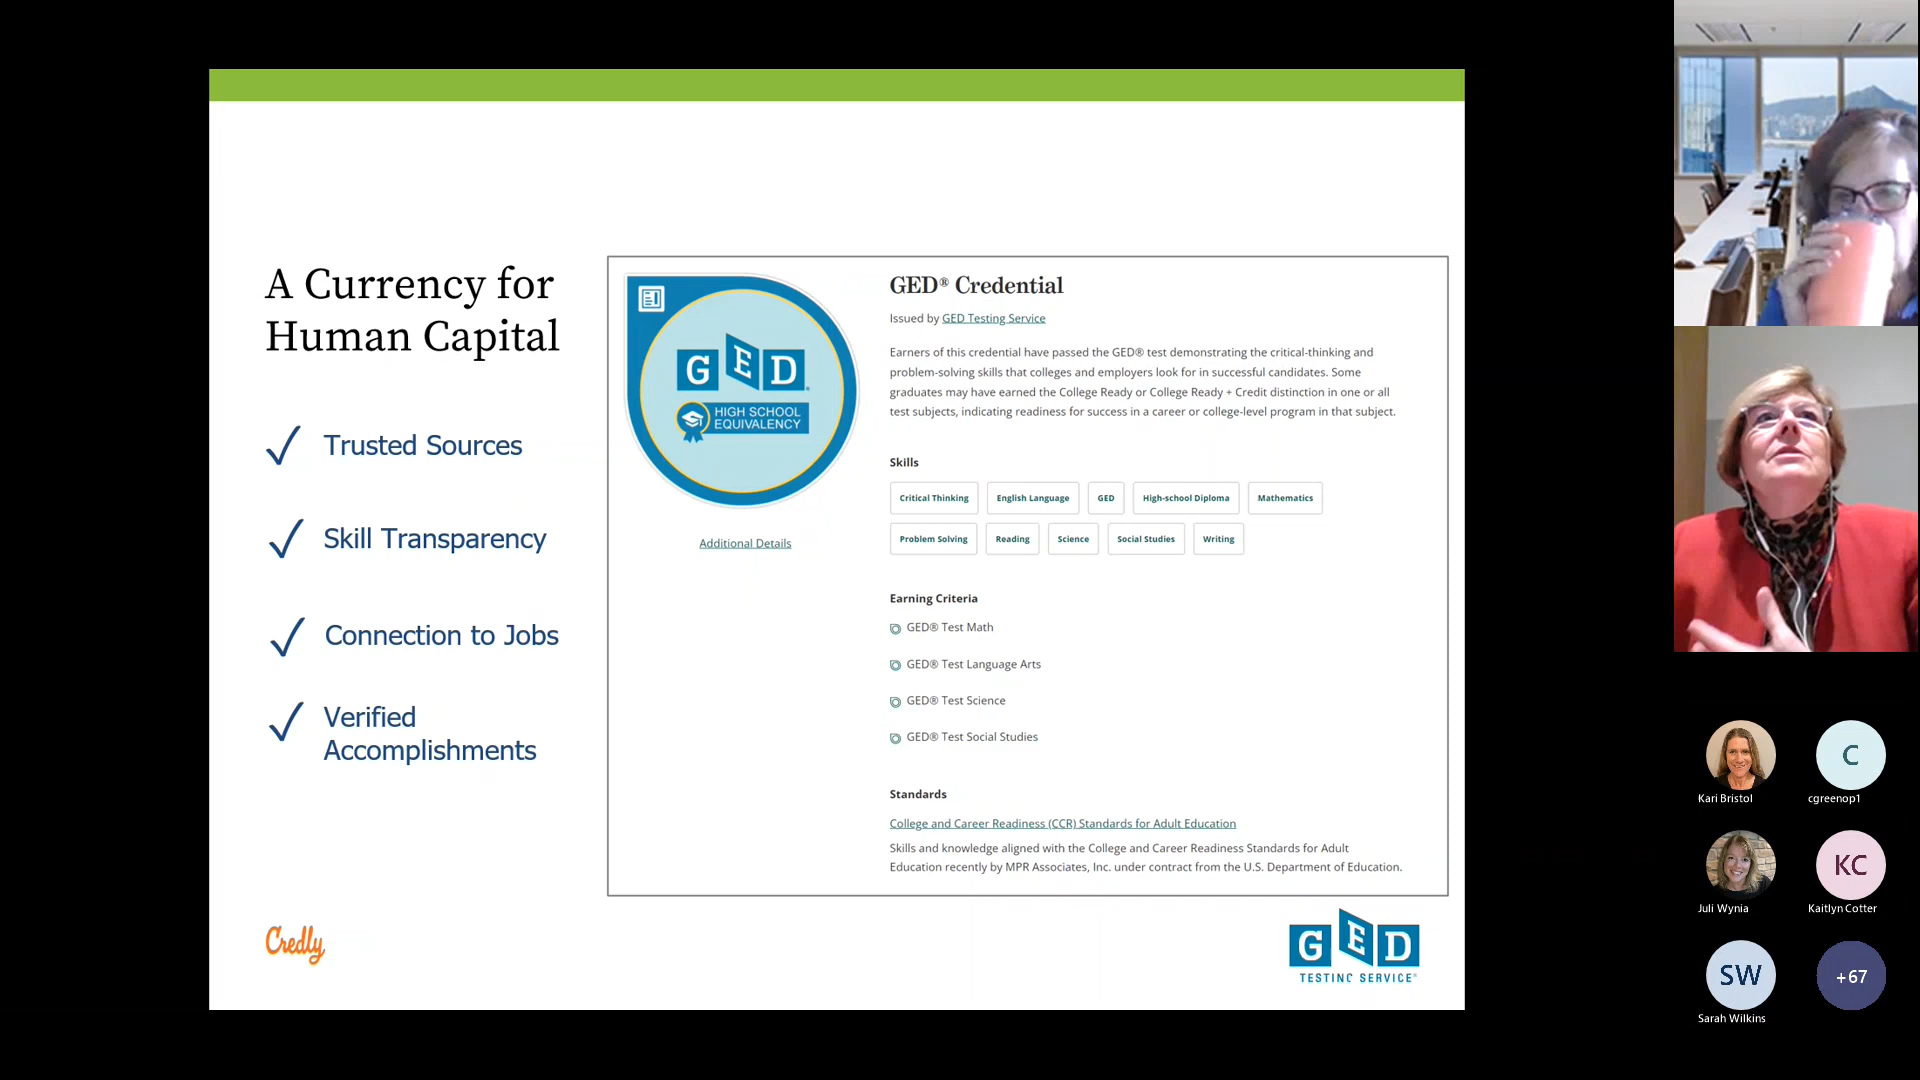 A Currency for
Human Capital
Trusted Sources
Skill Transparency
Connection to Jobs
Verified
Accomplishments
Credly
GED
HIGH SCHOOL
EQUIVALENCY
Additional Details
GED® Credential
Issued by GED Testing Service
Earners of this credential have passed the GED® test demonstrating the critical-thinking and
problem-solving skills that colleges and employers look for in successful candidates. Some
graduates may have earned the College Ready or College Ready + Credit distinction in one or all
test subjects, indicating readiness for success in a career or college-level program in that subject.
Skills
Critical Thinking English Language GED High-school Diploma Mathematics
Problem Solving Reading Science Social Studies Writing
Earning Criteria
GED® Test Math
GED® Test Language Arts
GED® Test Science
GED® Test Social Studies
Standards
College and Career Readiness (CCR) Standards for Adult Education
Skills and knowledge aligned with the College and Career Readiness Standards for Adult
Education recently by MPR Associates, Inc. under contract from the U.S. Department of Education.
GED
TESTING SERVICE®
C
Kari Bristol cgreenop1
KC
Juli Wynia Kaitlyn Cotter
SW +67
Sarah Wilkins